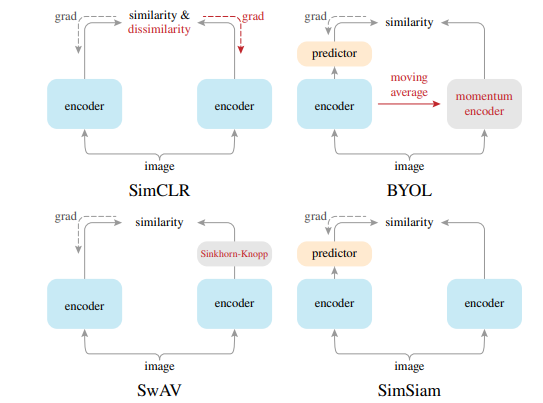 grad
similarity &
dissimilarity
grad
encoder
encoder
image
SimCLR
grad
similarity
predictor
encoder
moving
average
momentum
encoder
image
BYOL
grad
similarity
Sinkhorn-Knopp
encoder
encoder
image
SwAV
grad
similarity
predictor
encoder
encoder
image
SimSiam